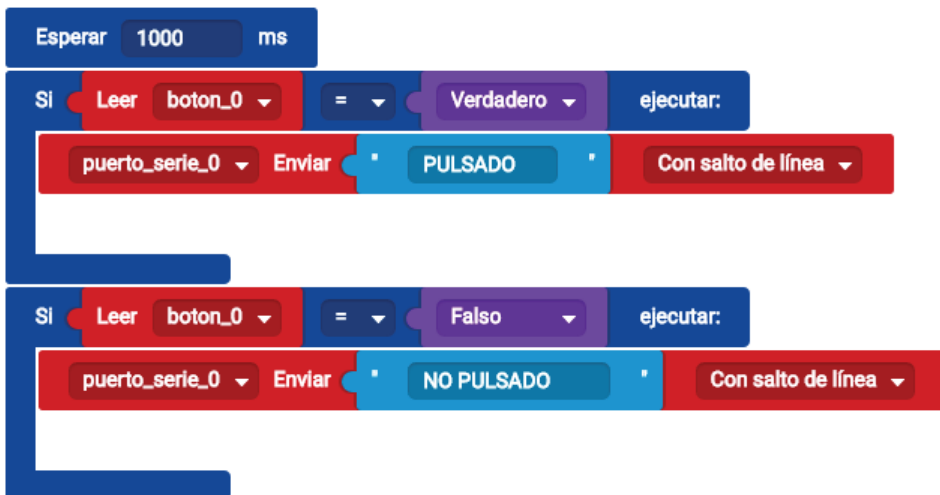 Esperar 1000 ms
Si Leer boton_0 = Verdadero ejecutar:
puerto_serie_0 Enviar " PULSADO " Con salto de línea
Si Leer boton_0 = Falso ejecutar:
puerto_serie_0 Enviar " NO PULSADO " Con salto de línea